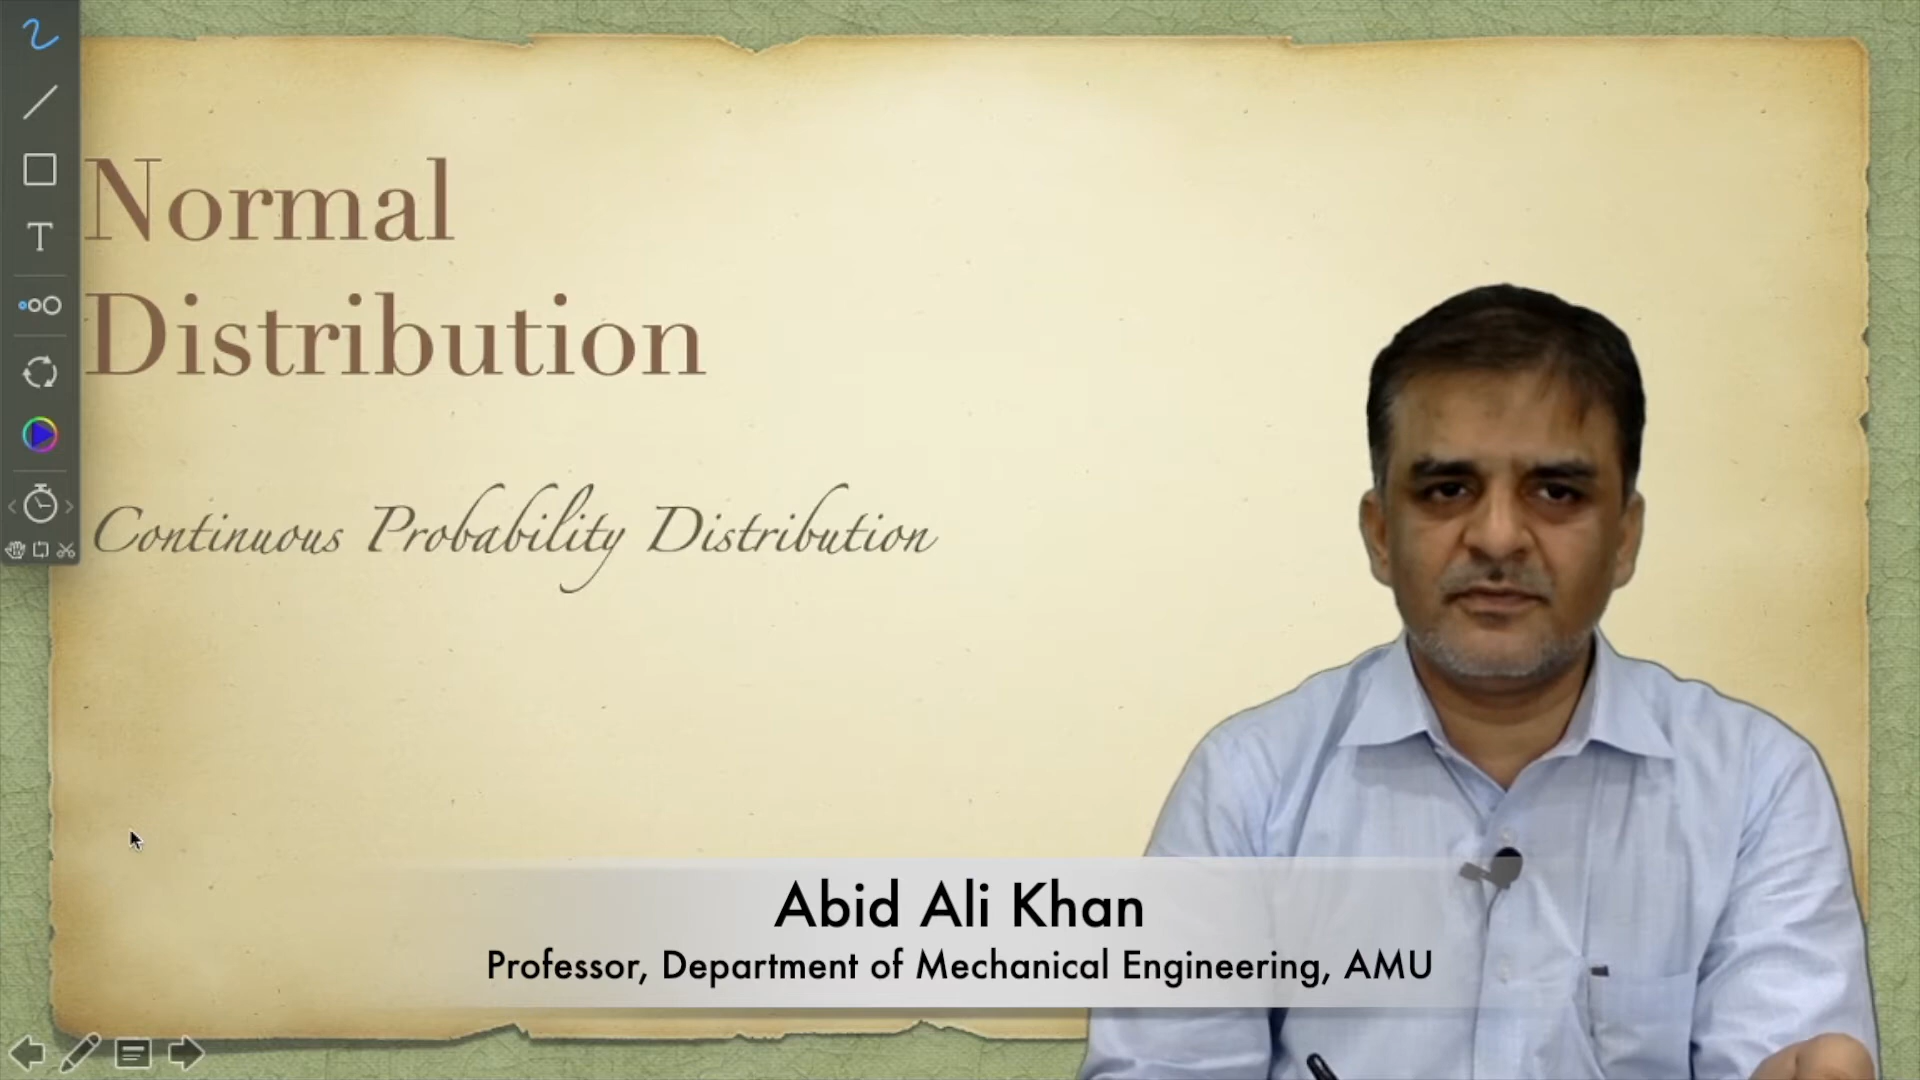 Normal
Distribution
Continuous Probability Distribution
Abid Ali Khan
Professor, Department of Mechanical Engineering, AMU